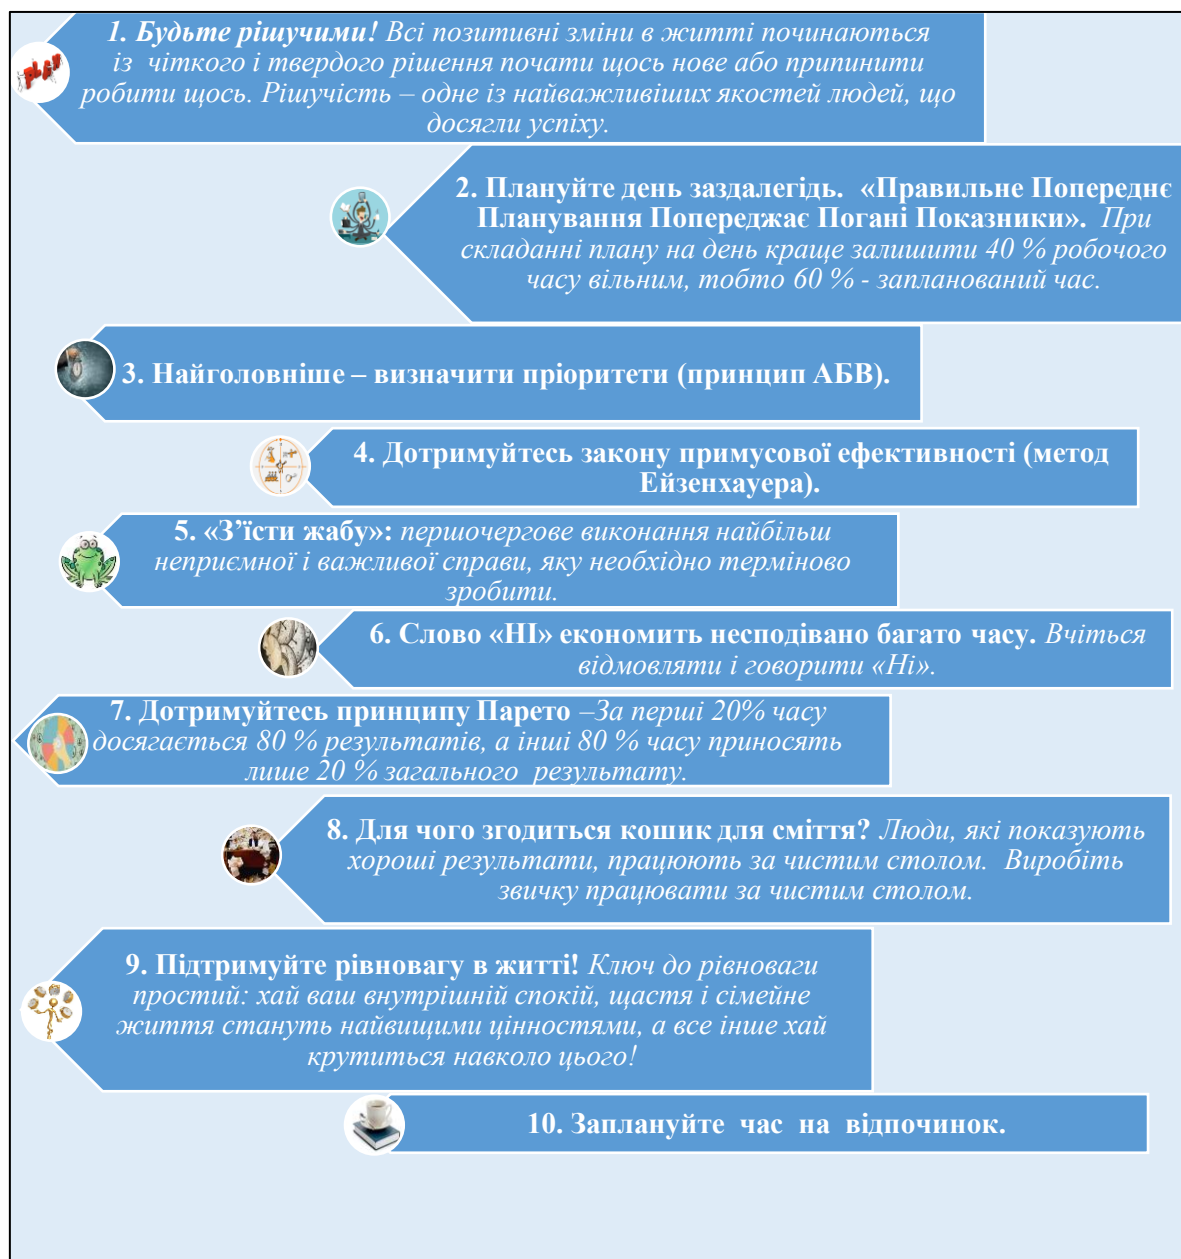 1. Будьте рішучими! Всі позитивні зміни в житті починаються
із чіткого і твердого рішення почати щось нове або припинити
робити щось. Рішучість – одне із найважливіших якостей людей, що
досягли успіху.
2. Плануйте день заздалегідь. «Правильне Попереднє
Планування Попереджає Погані Показники». При
складанні плану на день краще залишити 40 % робочого
часу вільним, тобто 60 % - запланований час.
3. Найголовніше – визначити пріоритети (принцип АБВ).
4. Дотримуйтесь закону примусової ефективності (метод
Ейзенхауера).
5. «З’їсти жабу»: першочергове виконання найбільш
неприємної і важливої справи, яку необхідно терміново
зробити.
6. Слово «НІ» економить несподівано багато часу. Вчіться
відмовляти і говорити «Ні».
7. Дотримуйтесь принципу Парето –За перші 20% часу
досягається 80 % результатів, а інші 80 % часу приносять
лише 20 % загального результату.
8. Для чого згодиться кошик для сміття? Люди, які показують
хороші результати, працюють за чистим столом. Виробіть
звичку працювати за чистим столом.
9. Підтримуйте рівновагу в житті! Ключ до рівноваги
простий: хай ваш внутрішній спокій, щастя і сімейне
життя стануть найвищими цінностями, а все інше хай
крутиться навколо цього!
10. Заплануйте час на відпочинок.